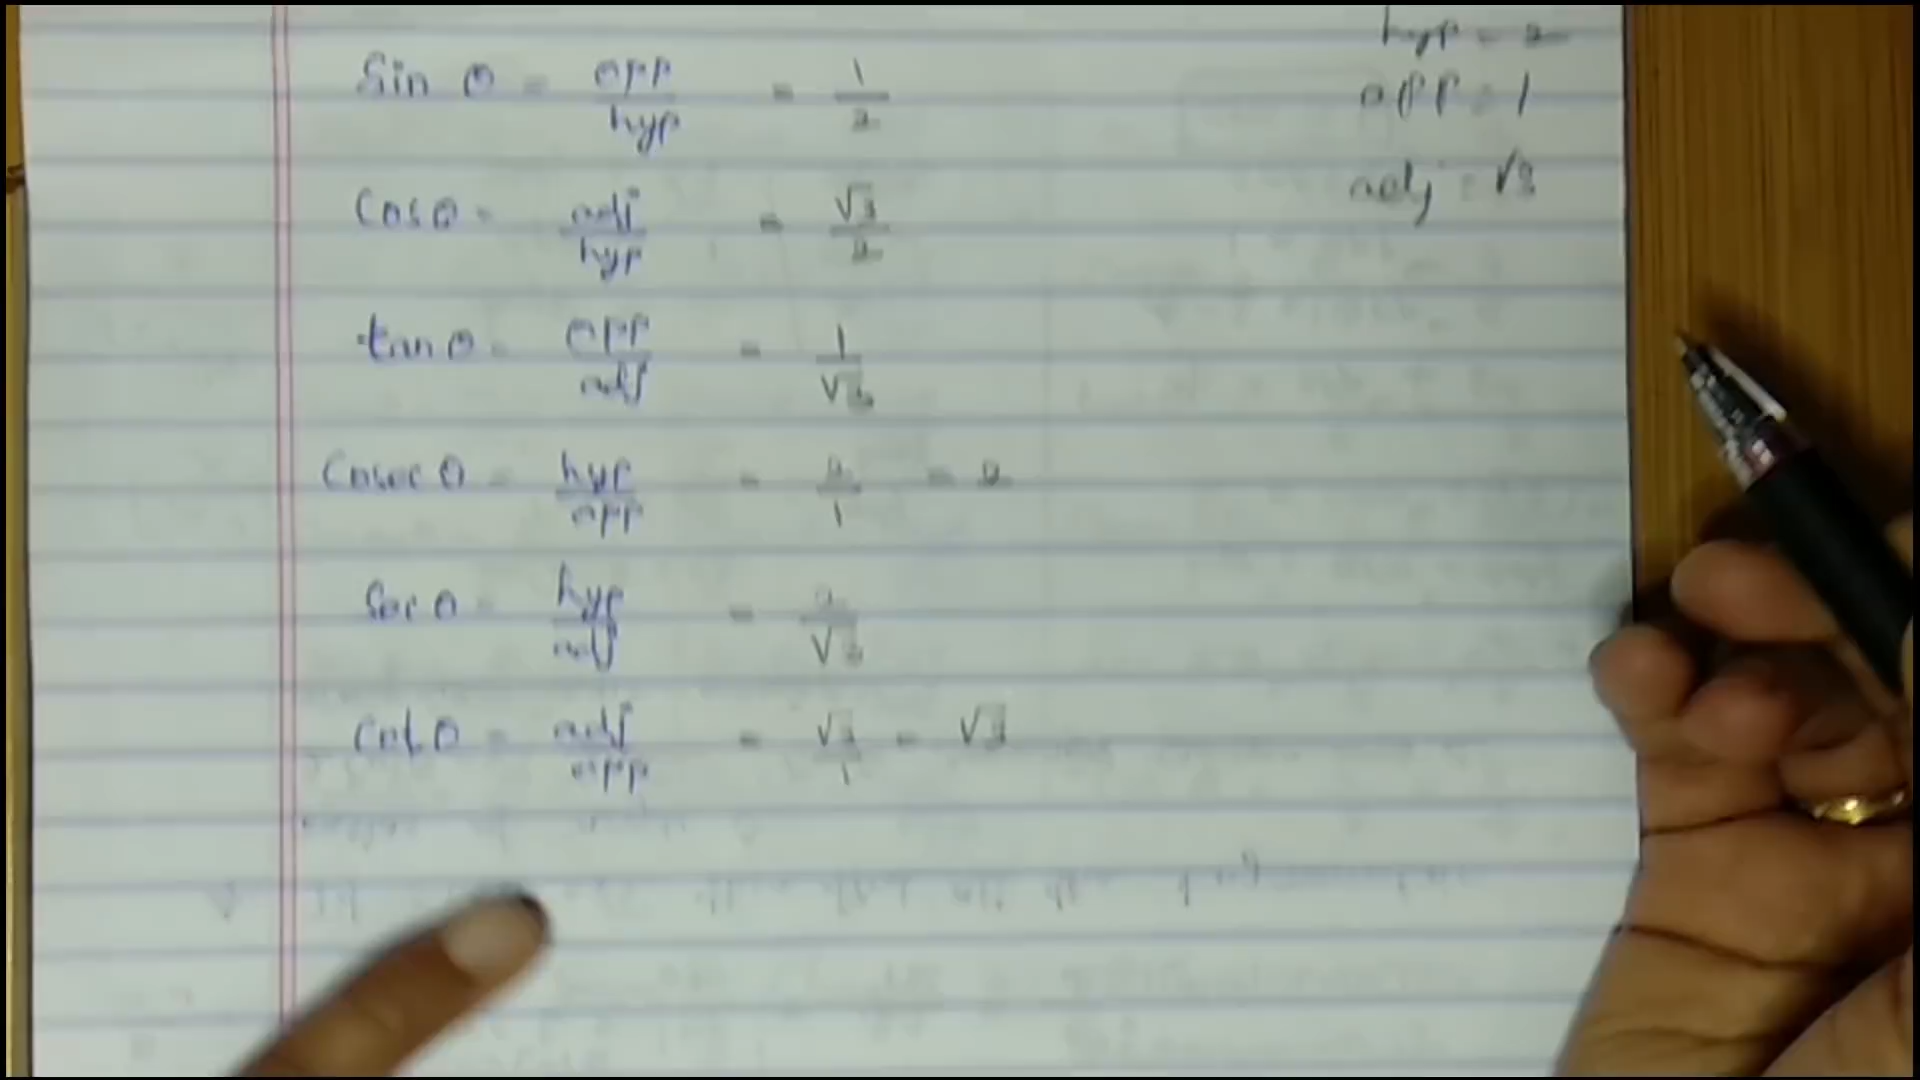 hyp = 2
opp = 1
adj = √3
Sin θ = opp/hyp = 1/2
Cos θ = adj/hyp = √3/2
tan θ = opp/adj = 1/√3
Cosec θ = hyp/opp = 2/1 = 2
Sec θ = hyp/adj = 2/√3
Cot θ = adj/opp = √3/1 = √3